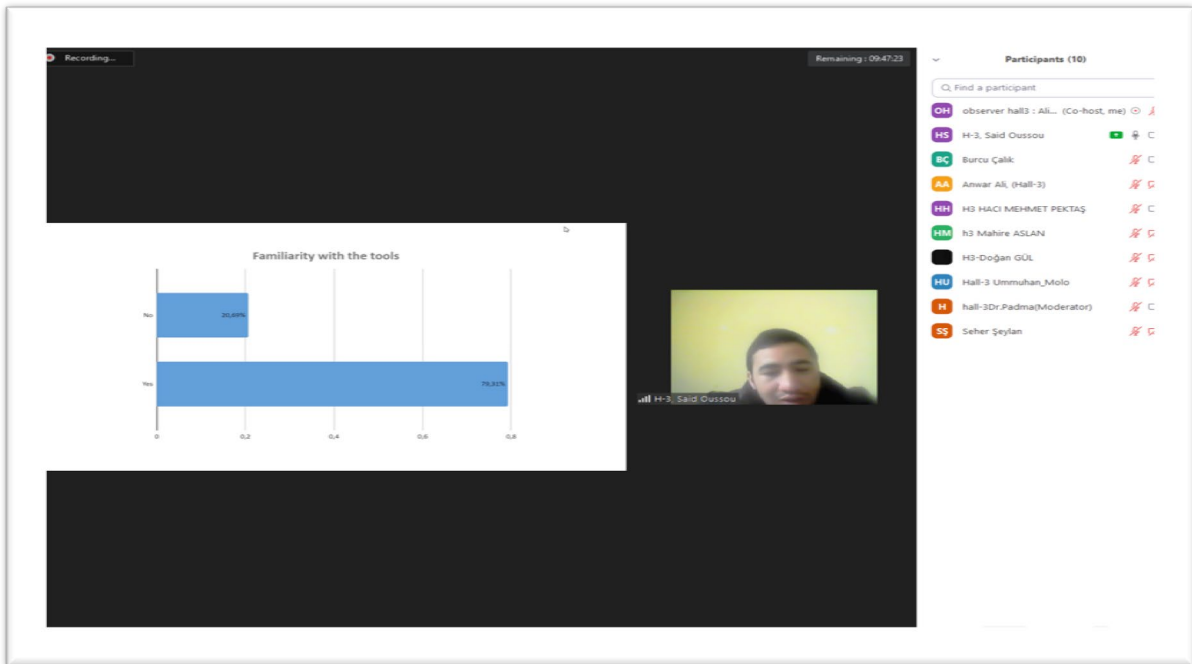 Recording...
Remaining : 09:47:23
Participants (10)
Find a participant
OH observer hall3 : Ali... (Co-host, me)
HS H-3, Said Oussou
BÇ Burcu Çalık
AA Anwar Ali, (Hall-3)
HH H3 HACI MEHMET PEKTAŞ
HM h3 Mahire ASLAN
H3-Doğan GÜL
HU Hall-3 Ummuhan_Molo
H hall-3Dr.Padma(Moderator)
SŞ Seher Şeylan
Familiarity with the tools
No 20,69%
Yes 79,31%
0 0,2 0,4 0,6 0,8
H-3, Said Oussou